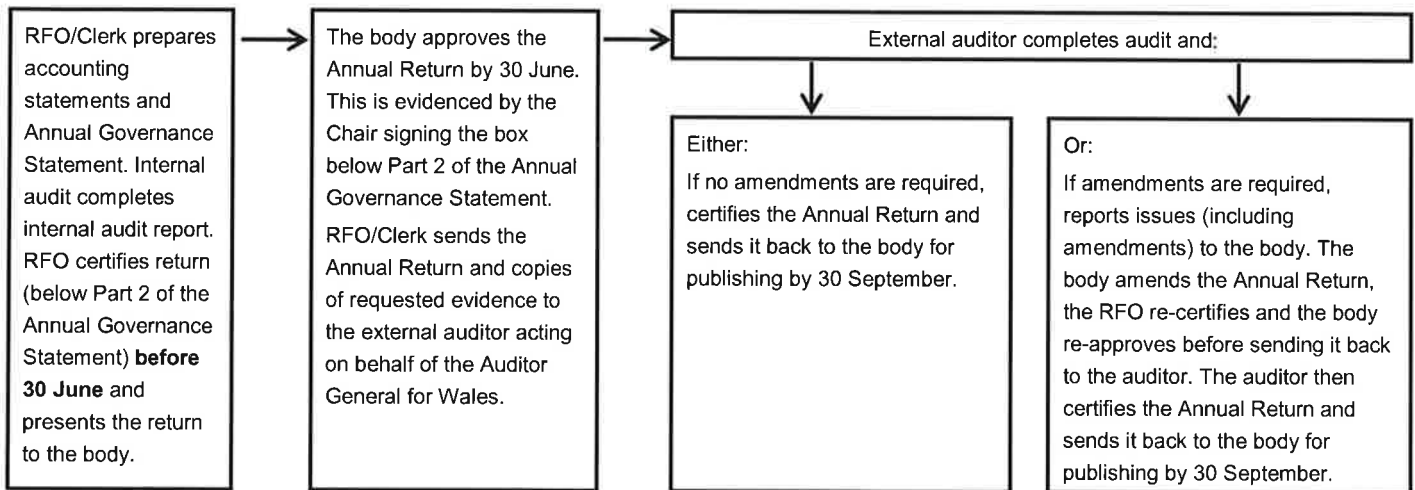 RFO/Clerk prepares
accounting
statements and
Annual Governance
Statement. Internal
audit completes
internal audit report.
RFO certifies return
(below Part 2 of the
Annual Governance
Statement) before
30 June and
presents the return
to the body.
The body approves the
Annual Return by 30 June.
This is evidenced by the
Chair signing the box
below Part 2 of the Annual
Governance Statement.
RFO/Clerk sends the
Annual Return and copies
of requested evidence to
the external auditor acting
on behalf of the Auditor
General for Wales.
External auditor completes audit and:
Either:
If no amendments are required,
certifies the Annual Return and
sends it back to the body for
publishing by 30 September.
Or:
If amendments are required,
reports issues (including
amendments) to the body. The
body amends the Annual Return,
the RFO re-certifies and the body
re-approves before sending it back
to the auditor. The auditor then
certifies the Annual Return and
sends it back to the body for
publishing by 30 September.